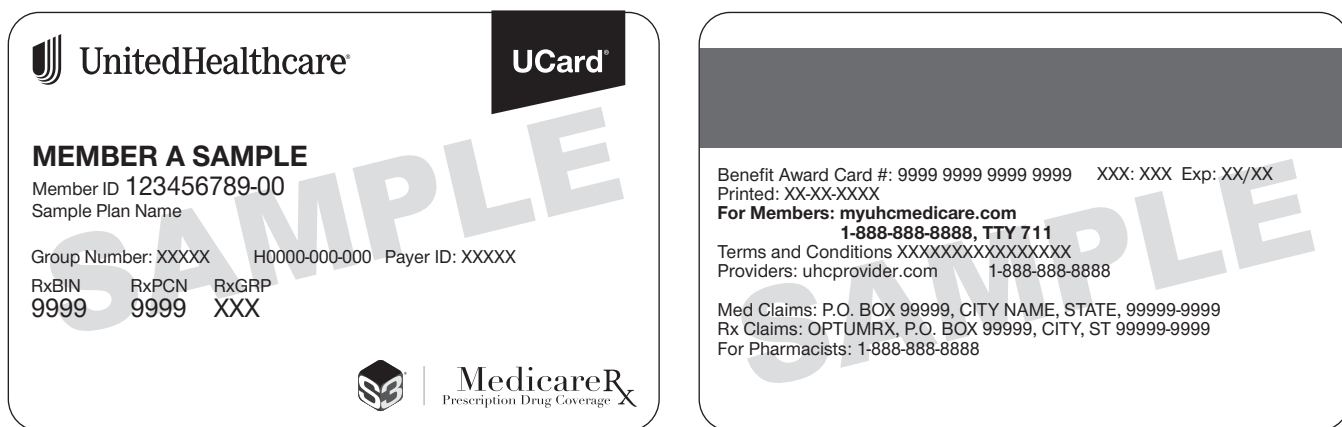 UnitedHealthcare®
UCard®
SAMPLE
MEMBER A SAMPLE
Member ID 123456789-00
Sample Plan Name
Group Number: XXXXX H0000-000-000 Payer ID: XXXXX
RxBIN RxPCN RxGRP
9999 9999 XXX
S3
MedicareRx
Prescription Drug Coverage
SAMPLE
Benefit Award Card #: 9999 9999 9999 9999 XXX: XXX Exp: XX/XX
Printed: XX-XX-XXXX
For Members: myuhcmedicare.com
1-888-888-8888, TTY 711
Terms and Conditions XXXXXXXXXXXXXXXX
Providers: uhcprovider.com 1-888-888-8888
Med Claims: P.O. BOX 99999, CITY NAME, STATE, 99999-9999
Rx Claims: OPTUMRX, P.O. BOX 99999, CITY, ST 99999-9999
For Pharmacists: 1-888-888-8888